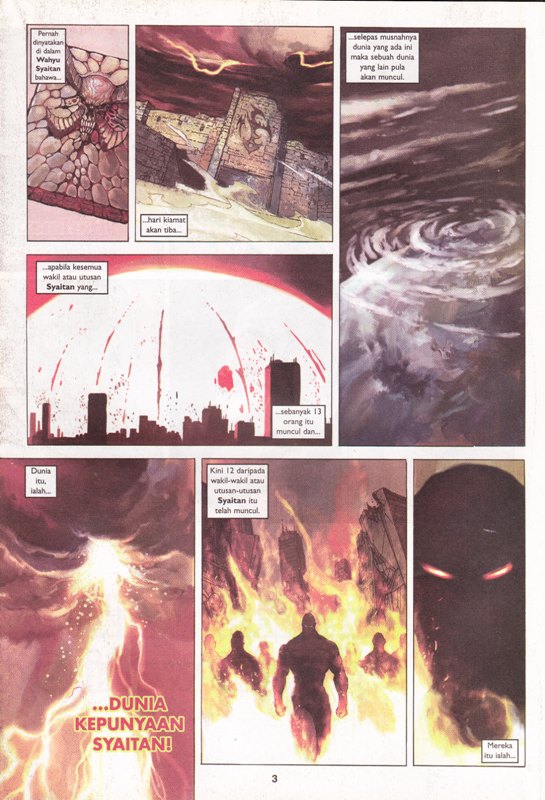 Pernah
dinyatakan
di dalam
Wahyu
Syaitan
bahawa...
...hari kiamat
akan tiba...
...apabila kesemua
wakil atau utusan
Syaitan yang...
...sebanyak 13
orang itu
muncul dan...
...selepas musnahnya
dunia yang ada ini
maka sebuah dunia
yang lain pula
akan muncul.
Dunia
itu,
ialah...
...DUNIA
KEPUNYAAN
SYAITAN!
Kini 12 daripada
wakil-wakil atau
utusan-utusan
Syaitan itu
telah muncul.
Mereka
itu ialah...
3